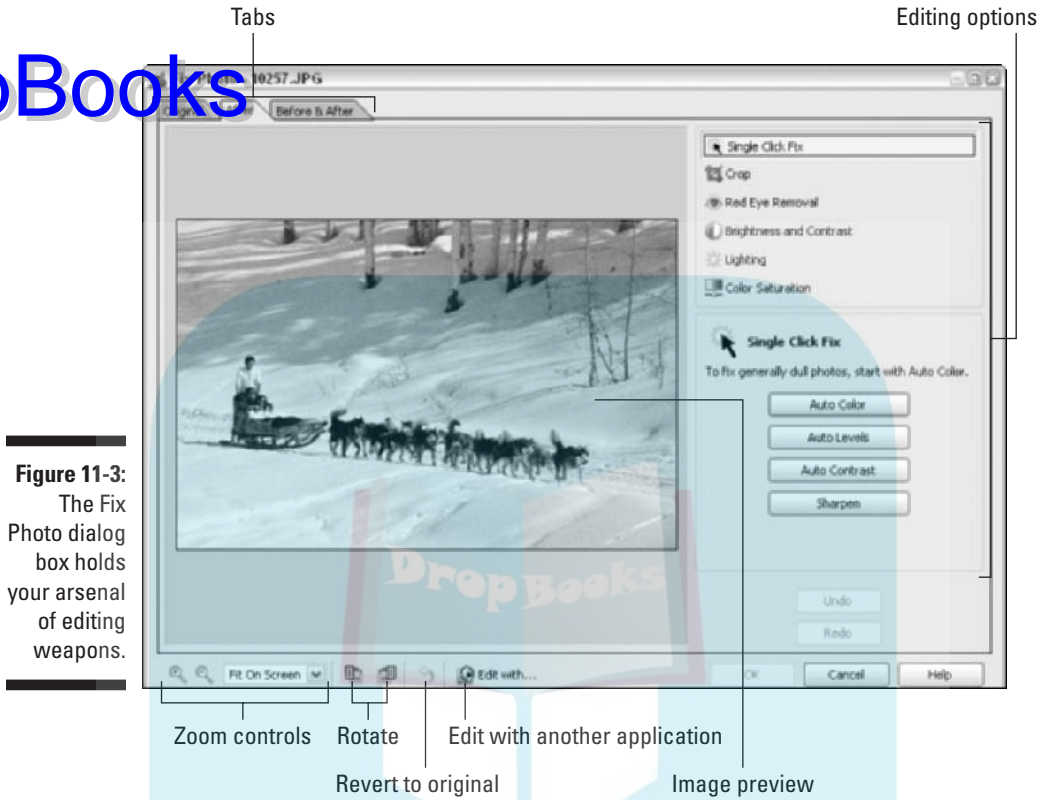 Tabs
Editing options
oBooks
10257.JPG
Before & After
Single Click Fix
Crop
Red Eye Removal
Brightness and Contrast
Lighting
Color Saturation
Single Click Fix
To fix generally dull photos, start with Auto Color.
Auto Color
Auto Levels
Auto Contrast
Sharpen
Undo
Redo
DropBooks
Figure 11-3:
The Fix
Photo dialog
box holds
your arsenal
of editing
weapons.
Fit On Screen
Edit with...
OK
Cancel
Help
Zoom controls
Rotate
Edit with another application
Revert to original
Image preview